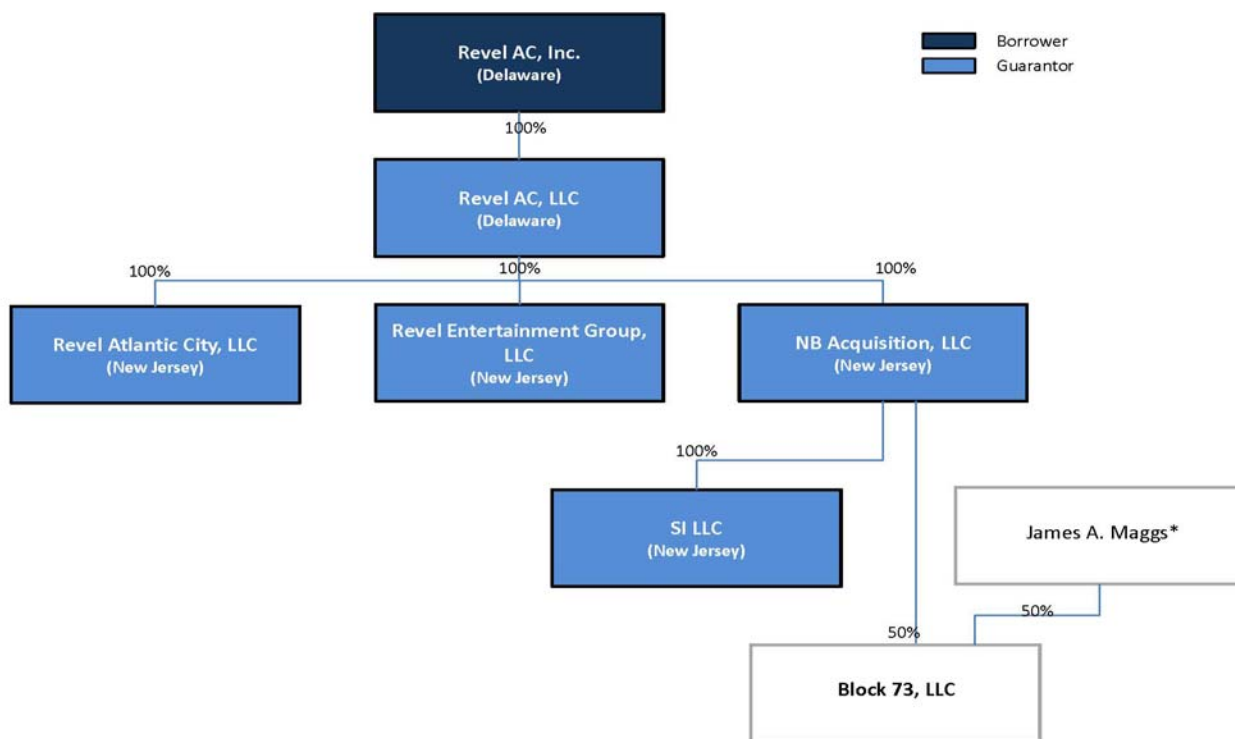 Revel AC, Inc.
(Delaware)
Borrower
Guarantor
100%
Revel AC, LLC
(Delaware)
100%
100%
100%
Revel Atlantic City, LLC
(New Jersey)
Revel Entertainment Group,
LLC
(New Jersey)
NB Acquisition, LLC
(New Jersey)
100%
SI LLC
(New Jersey)
James A. Maggs*
50%
50%
Block 73, LLC